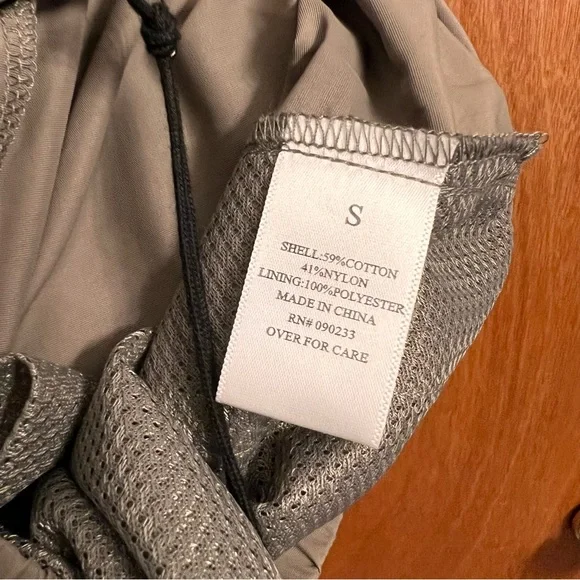 S
SHELL:59%COTTON
41%NYLON
LINING:100%POLYESTER
MADE IN CHINA
RN# 090233
OVER FOR CARE